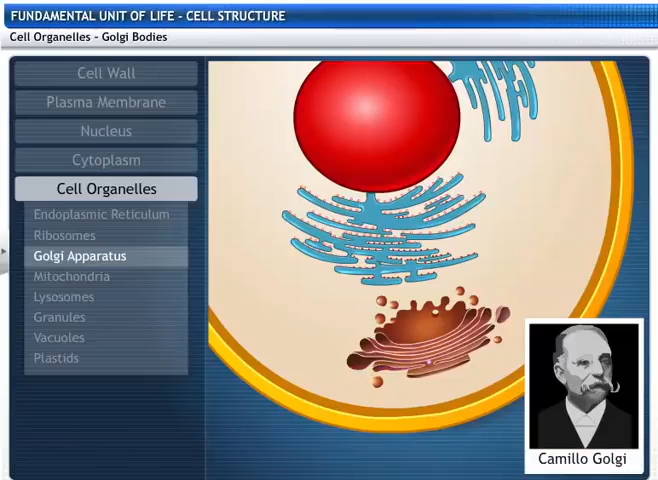 FUNDAMENTAL UNIT OF LIFE - CELL STRUCTURE
Cell Organelles - Golgi Bodies
Cell Wall
Plasma Membrane
Nucleus
Cytoplasm
Cell Organelles
Endoplasmic Reticulum
Ribosomes
Golgi Apparatus
Mitochondria
Lysosomes
Granules
Vacuoles
Plastids
Camillo Golgi